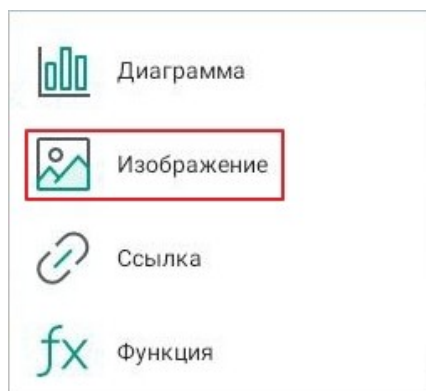 Диаграмма
Изображение
Ссылка
Функция